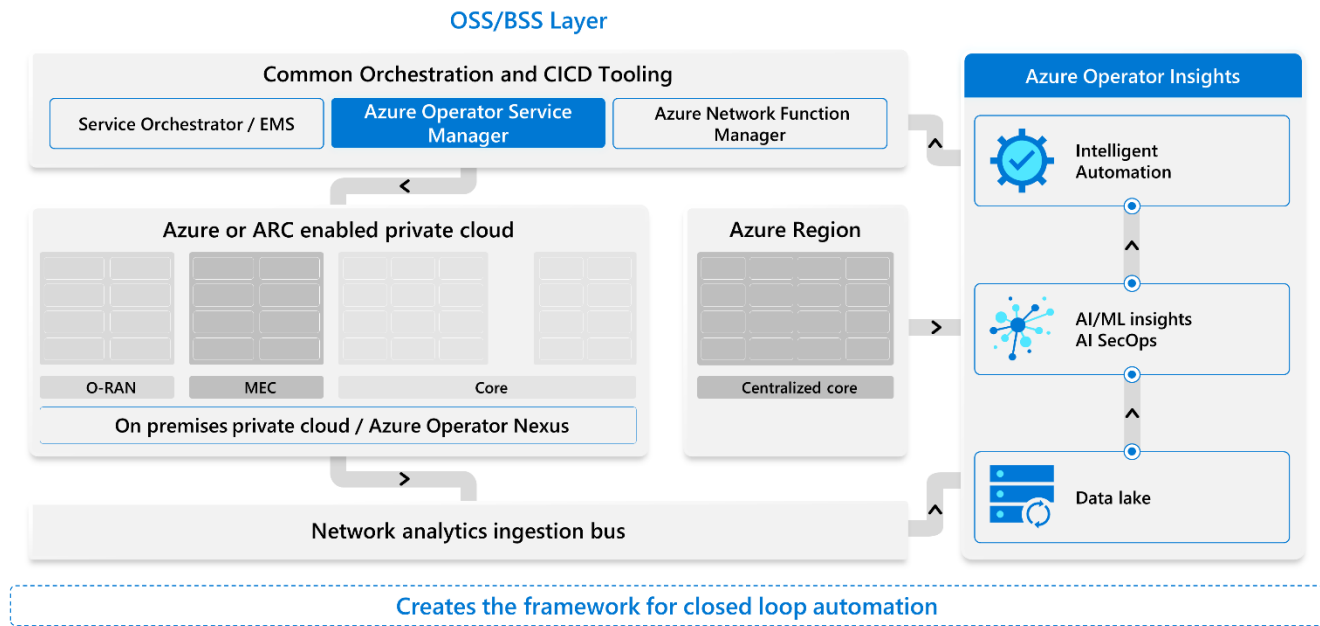 OSS/BSS Layer
Common Orchestration and CICD Tooling
Service Orchestrator / EMS
Azure Operator Service
Manager
Azure Network Function
Manager
Azure Operator Insights
Intelligent
Automation
Azure or ARC enabled private cloud
Azure Region
AI/ML insights
AI SecOps
O-RAN
MEC
Core
Centralized core
On premises private cloud / Azure Operator Nexus
Data lake
Network analytics ingestion bus
Creates the framework for closed loop automation